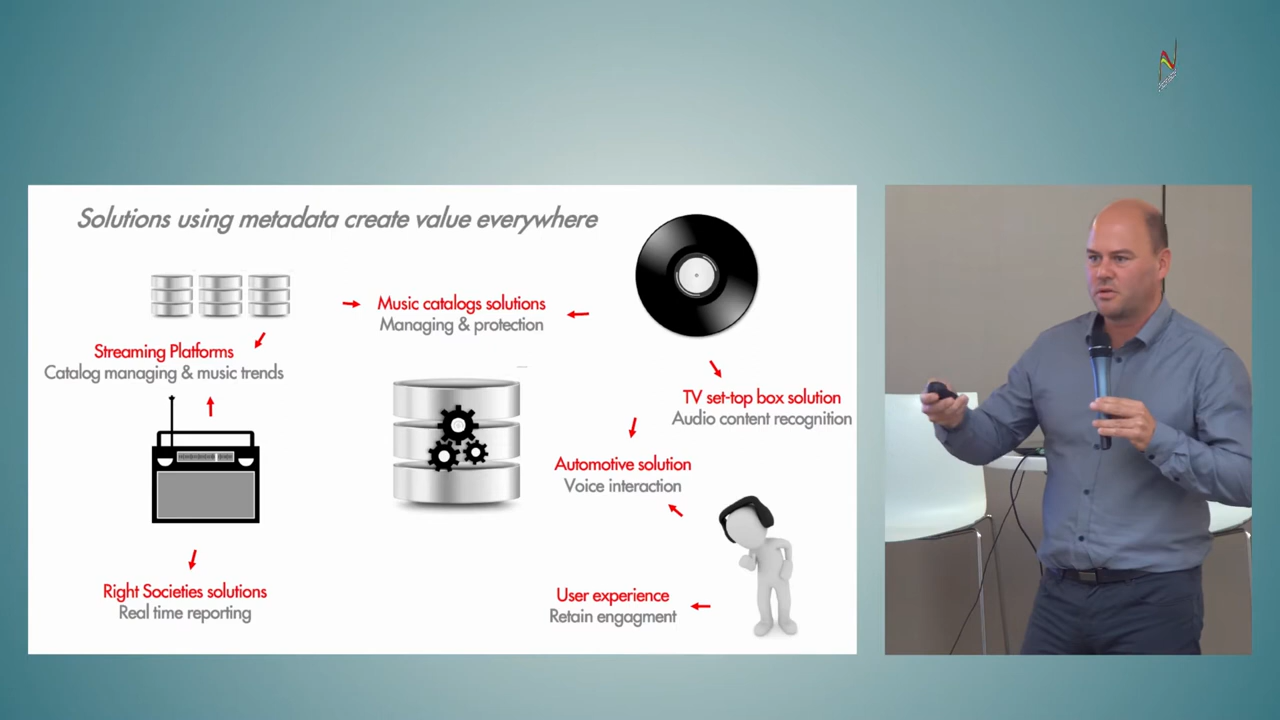 Solutions using metadata create value everywhere
Music catalogs solutions
Managing & protection
Streaming Platforms
Catalog managing & music trends
TV set-top box solution
Audio content recognition
Automotive solution
Voice interaction
Right Societies solutions
Real time reporting
User experience
Retain engagment